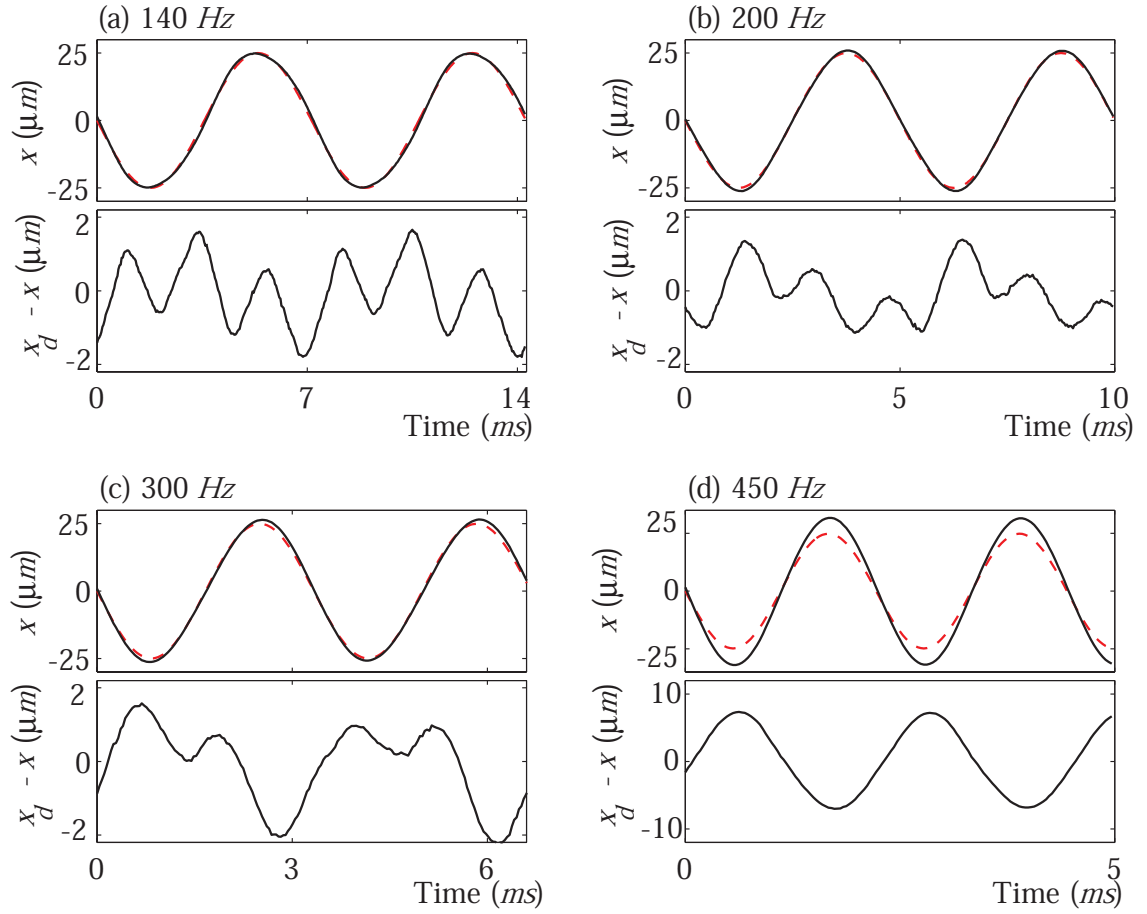 (a) 140 Hz
25
0
-25
x (μm)
2
0
-2
x_d - x (μm)
0
7
14
Time (ms)
(b) 200 Hz
25
0
-25
x (μm)
2
0
-2
x_d - x (μm)
0
5
10
Time (ms)
(c) 300 Hz
25
0
-25
x (μm)
2
0
-2
x_d - x (μm)
0
3
6
Time (ms)
(d) 450 Hz
25
0
-25
x (μm)
10
0
-10
x_d - x (μm)
0
5
Time (ms)